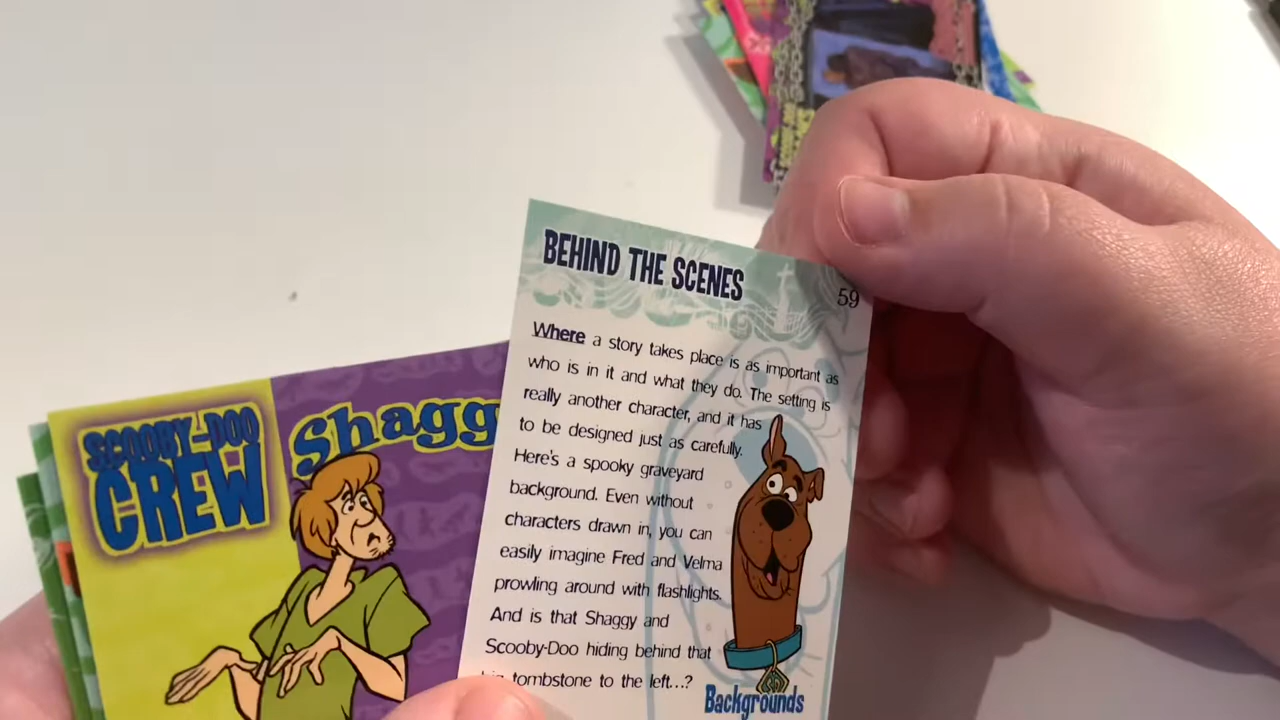 BEHIND THE SCENES
59
Where a story takes place is as important as
who is in it and what they do. The setting is
really another character, and it has
to be designed just as carefully.
Here's a spooky graveyard
background. Even without
characters drawn in, you can
easily imagine Fred and Velma
prowling around with flashlights.
And is that Shaggy and
Scooby-Doo hiding behind that
tombstone to the left...?
Backgrounds
SCOOBY-DOO
CREW
Shagg